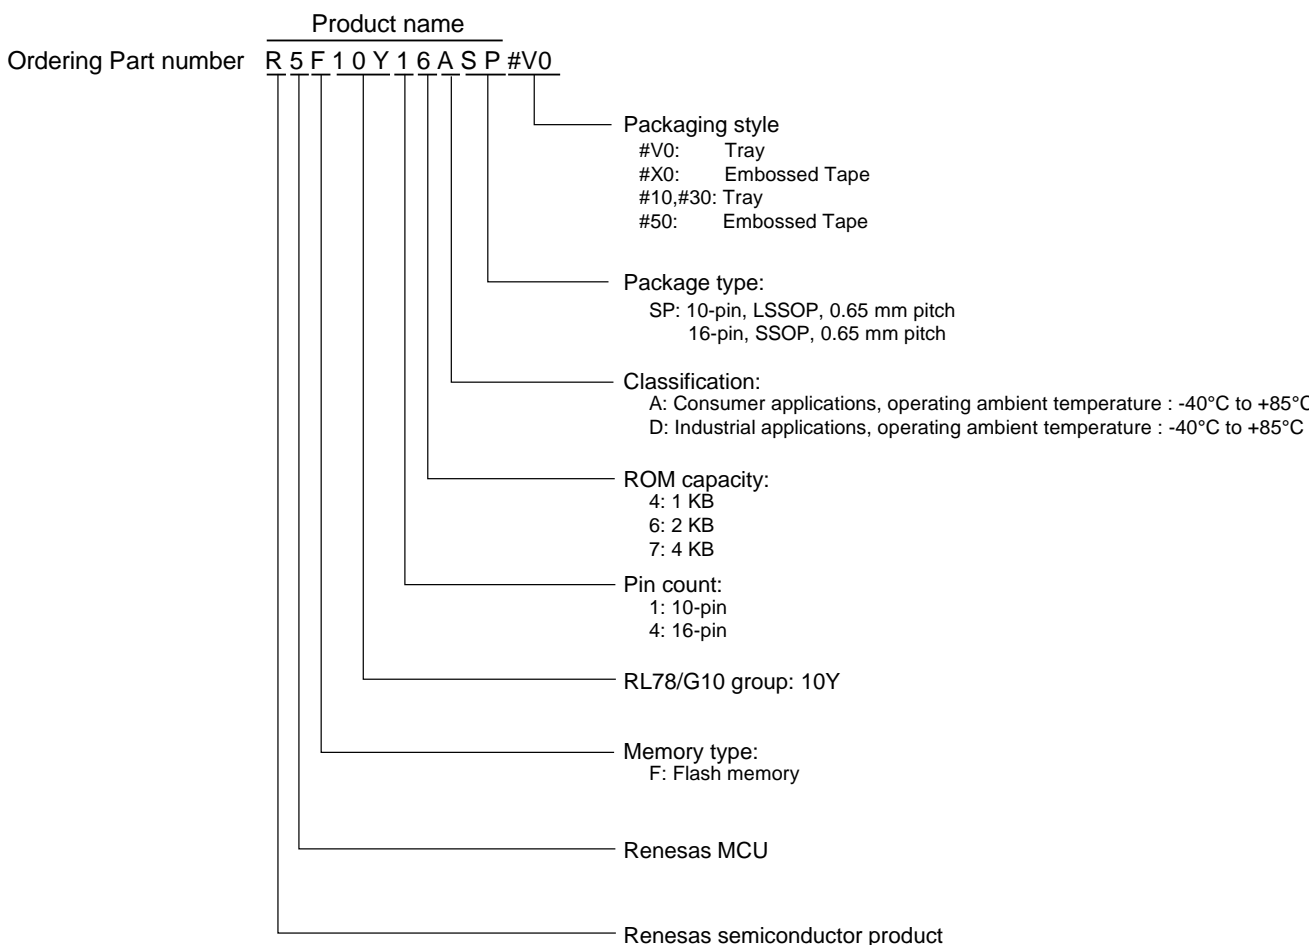 Product name
Ordering Part number R 5 F 1 0 Y 1 6 A S P #V0
Packaging style
#V0: Tray
#X0: Embossed Tape
#10,#30: Tray
#50: Embossed Tape
Package type:
SP: 10-pin, LSSOP, 0.65 mm pitch
16-pin, SSOP, 0.65 mm pitch
Classification:
A: Consumer applications, operating ambient temperature : -40°C to +85°C
D: Industrial applications, operating ambient temperature : -40°C to +85°C
ROM capacity:
4: 1 KB
6: 2 KB
7: 4 KB
Pin count:
1: 10-pin
4: 16-pin
RL78/G10 group: 10Y
Memory type:
F: Flash memory
Renesas MCU
Renesas semiconductor product